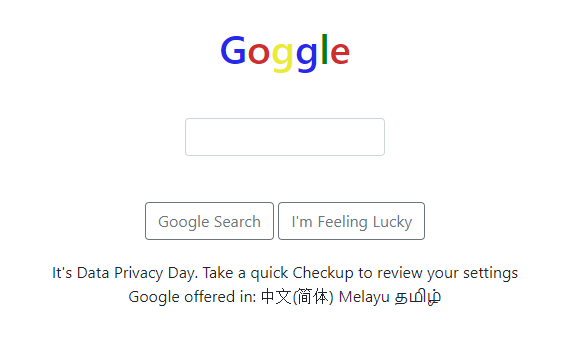 Goggle
Google Search I'm Feeling Lucky
It's Data Privacy Day. Take a quick Checkup to review your settings
Google offered in: 中文(简体) Melayu தமிழ்